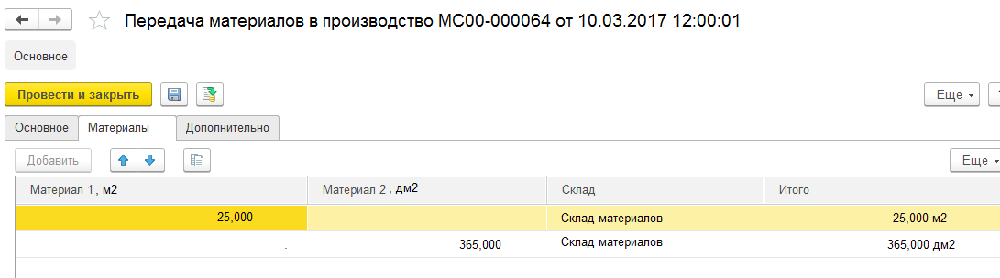 Передача материалов в производство МС00-000064 от 10.03.2017 12:00:01
Основное
Провести и закрыть Еще
Основное Материалы Дополнительно
Добавить Еще
Материал 1, м2 Материал 2, дм2 Склад Итого
25,000 Склад материалов 25,000 м2
. 365,000 Склад материалов 365,000 дм2